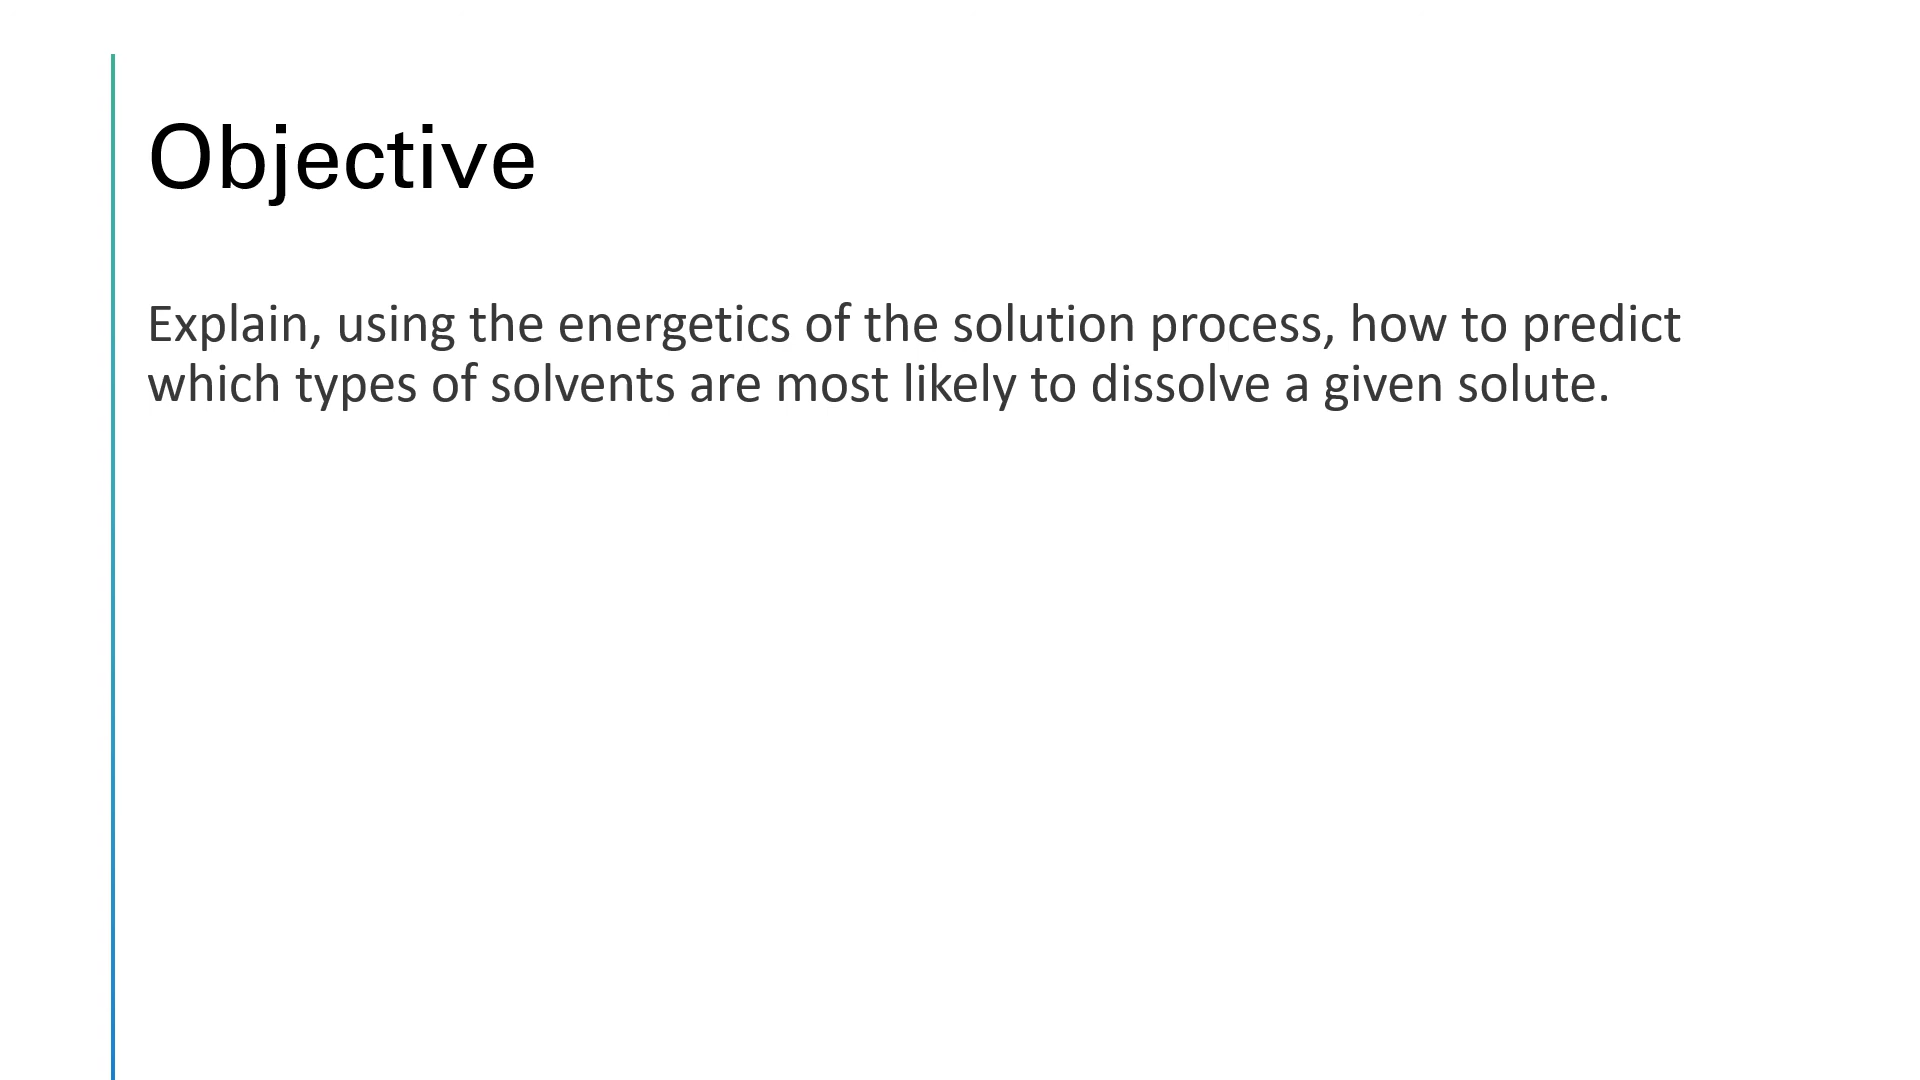 Objective
Explain, using the energetics of the solution process, how to predict
which types of solvents are most likely to dissolve a given solute.